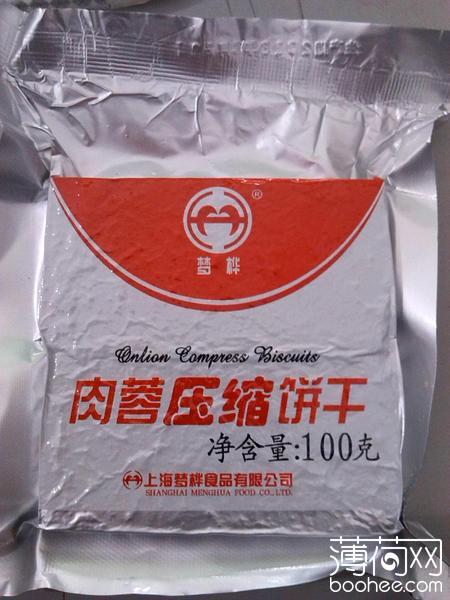 ®
梦桦
Onlion Compress Biscuits
肉蓉压缩饼干
净含量:100克
上海梦桦食品有限公司
SHANGHAI MENGHUA FOOD CO.,LTD.
薄荷网
boohee.com